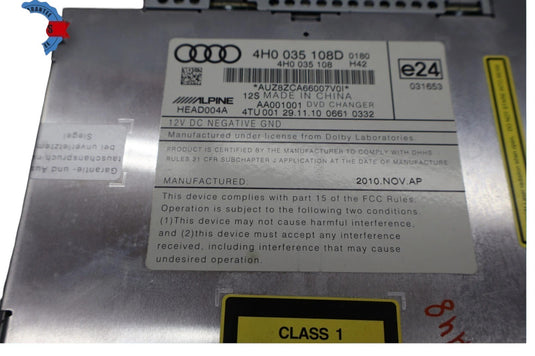 4H0 035 108D 0180
4H0 035 108 H42
*AUZ8ZCA66007V0I*
e24
031653
12S MADE IN CHINA
ALPINE AA001001 DVD CHANGER
HEAD004A 4TU 001 29.11.10 0661 0332
12V DC NEGATIVE GND
Manufactured under license from Dolby Laboratories.
PRODUCT IS CERTIFIED BY THE MANUFACTURER TO COMPLY WITH DHHS
RULES 21 CFR SUBCHAPTER J APPLICATION AT THE DATE OF MANUFACTURE
MANUFACTURED: 2010.NOV.AP
This device complies with part 15 of the FCC Rules.
Operation is subject to the following two conditions.
(1)This device may not cause harmful interference,
and (2)this device must accept any interference
received, including interference that may cause
undesired operation.
Garantie- und Aus
tauschanspruch n
bei unverletztem
Siegel
CLASS 1